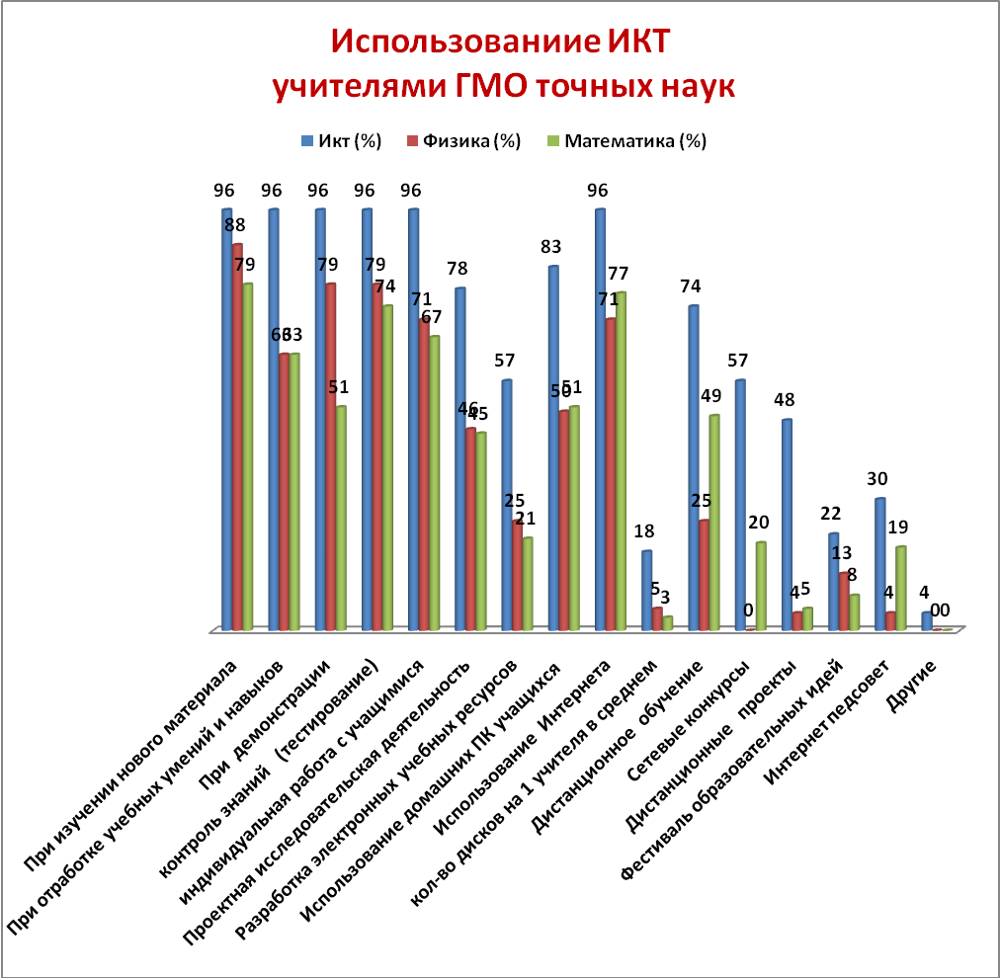 Использованиие ИКТ
учителями ГМО точных наук
Икт (%) Физика (%) Математика (%)
96 96 96 96 96 78 57 83 96 18 74 57 48 22 30 4
88 63 79 79 71 46 25 50 71 5 25 0 4 13 4 0
79 63 51 74 67 45 21 51 77 3 49 20 5 8 19 0
При изучении нового материала
При отработке учебных умений и навыков
При демонстрации
контроль знаний (тестирование)
индивидуальная работа с учащимися
Проектная исследовательская деятельность
Разработка электронных учебных ресурсов
Использование домашних ПК учащихся
Использование Интернета
кол-во дисков на 1 учителя в среднем
Дистанционное обучение
Сетевые конкурсы
Дистанционные проекты
Фестиваль образовательных идей
Интернет педсовет
Другие